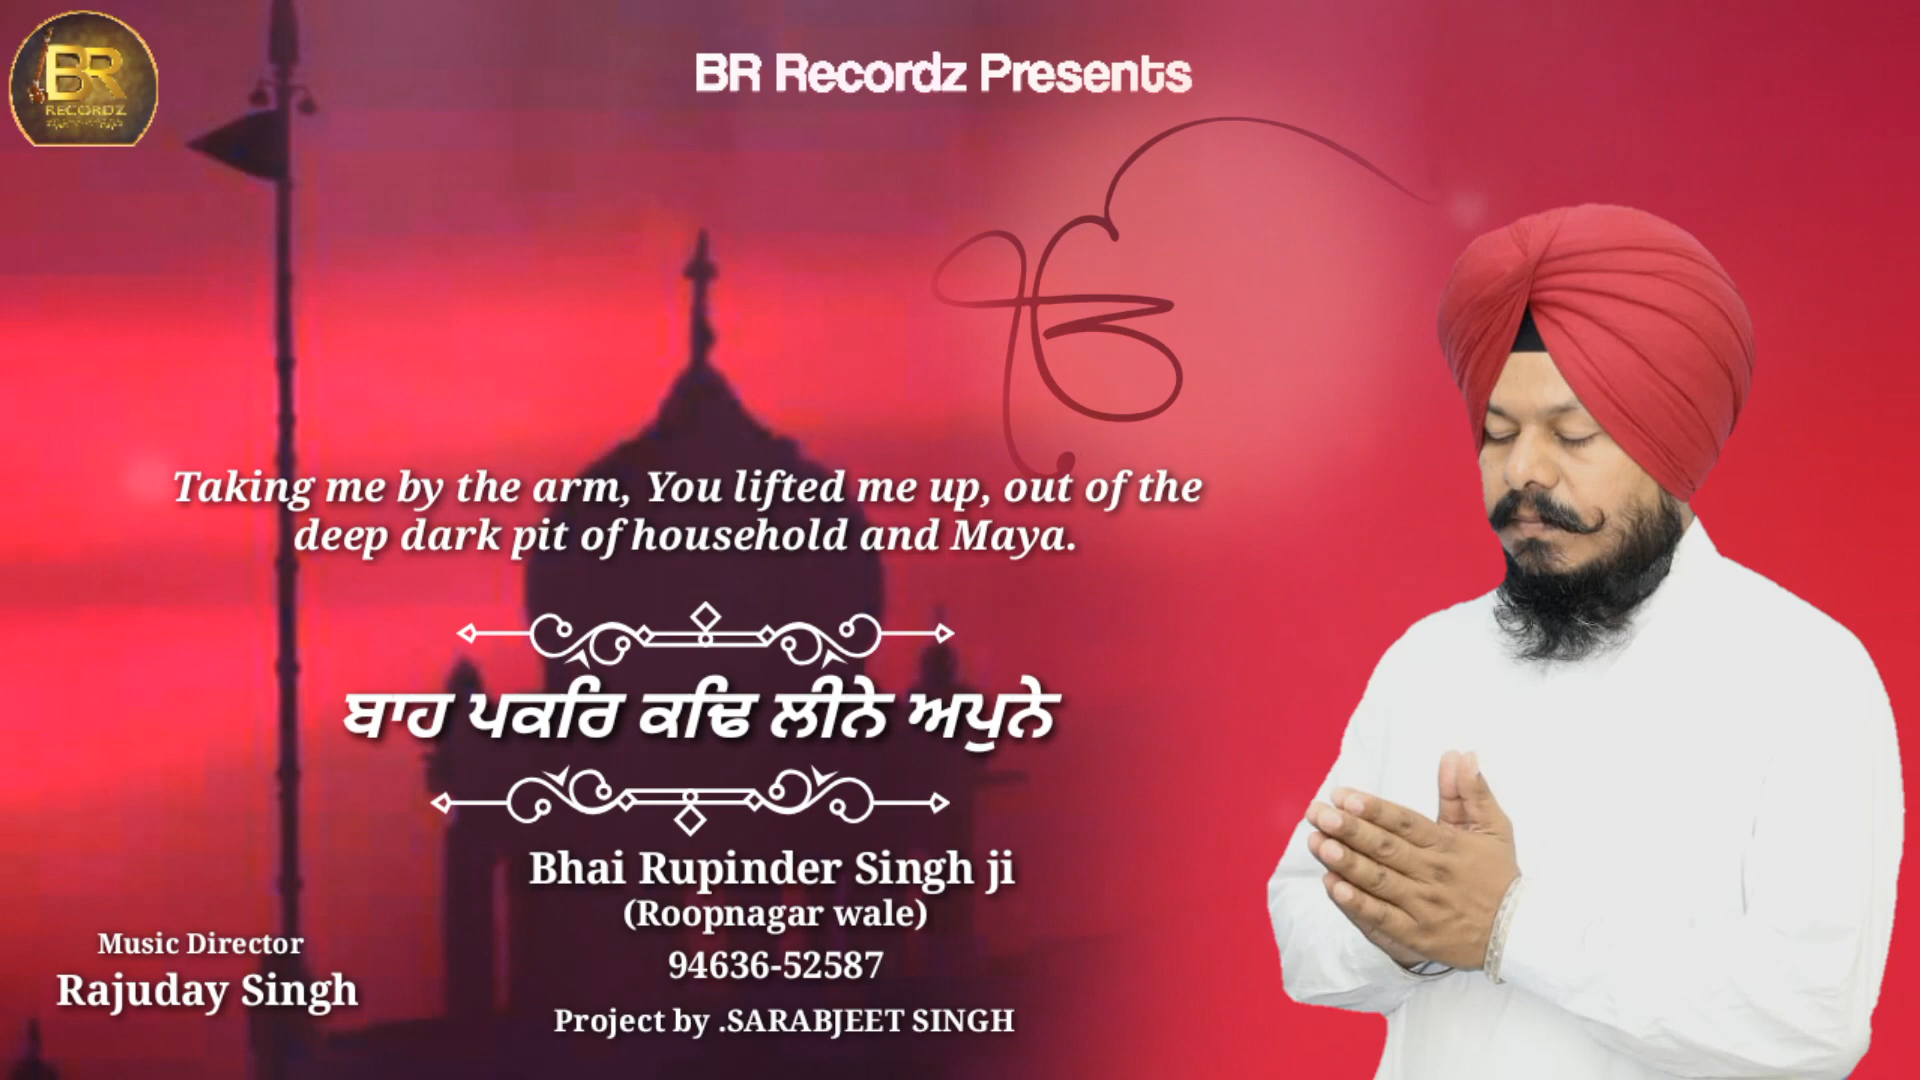 BR
RECORDZ
BR Recordz Presents
ੴ
Taking me by the arm, You lifted me up, out of the
deep dark pit of household and Maya.
ਬਾਹ ਪਕਰਿ ਕਢਿ ਲੀਨੇ ਅਪੁਨੇ
Bhai Rupinder Singh ji
(Roopnagar wale)
94636-52587
Project by .SARABJEET SINGH
Music Director
Rajuday Singh